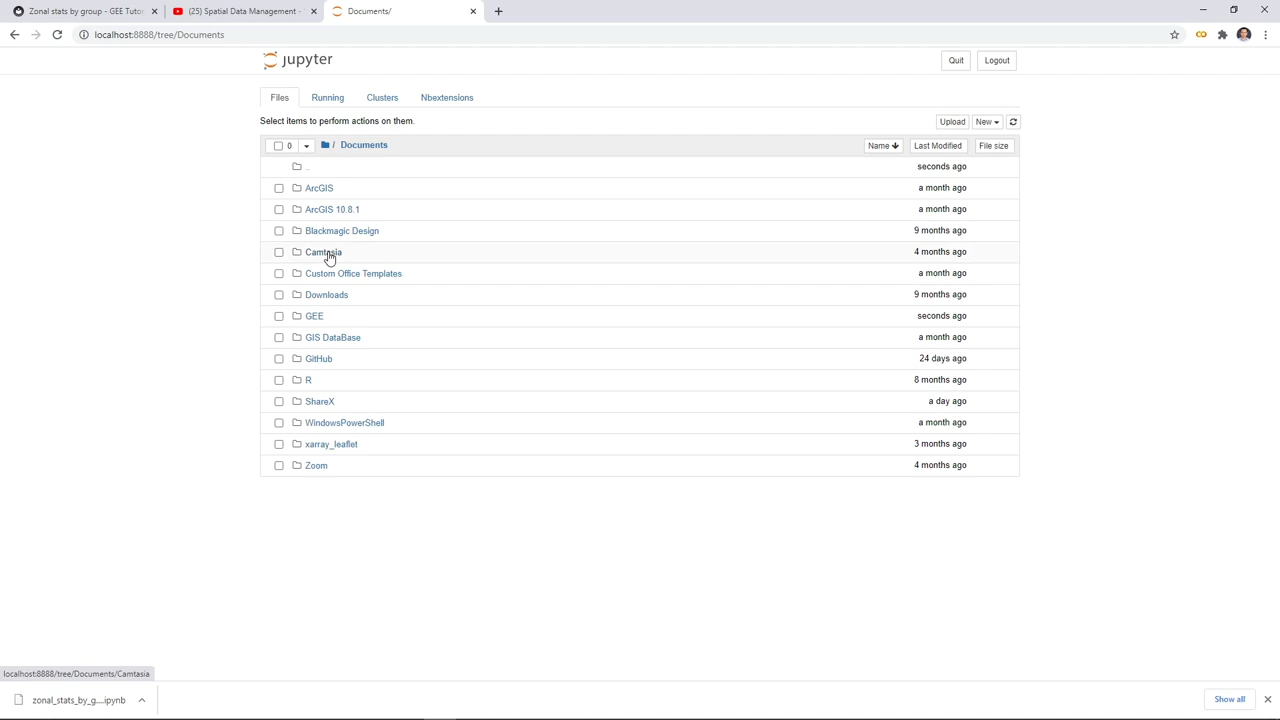 Zonal stats by group - GEE Tutor
(25) Spatial Data Management -
Documents/
localhost:8888/tree/Documents
jupyter
Quit
Logout
Files
Running
Clusters
Nbextensions
Select items to perform actions on them.
Upload
New
0
/
Documents
Name
Last Modified
File size
..
seconds ago
ArcGIS
a month ago
ArcGIS 10.8.1
a month ago
Blackmagic Design
9 months ago
Camtasia
4 months ago
Custom Office Templates
a month ago
Downloads
9 months ago
GEE
seconds ago
GIS DataBase
a month ago
GitHub
24 days ago
R
8 months ago
ShareX
a day ago
WindowsPowerShell
a month ago
xarray_leaflet
3 months ago
Zoom
4 months ago
localhost:8888/tree/Documents/Camtasia
zonal_stats_by_g....ipynb
Show all